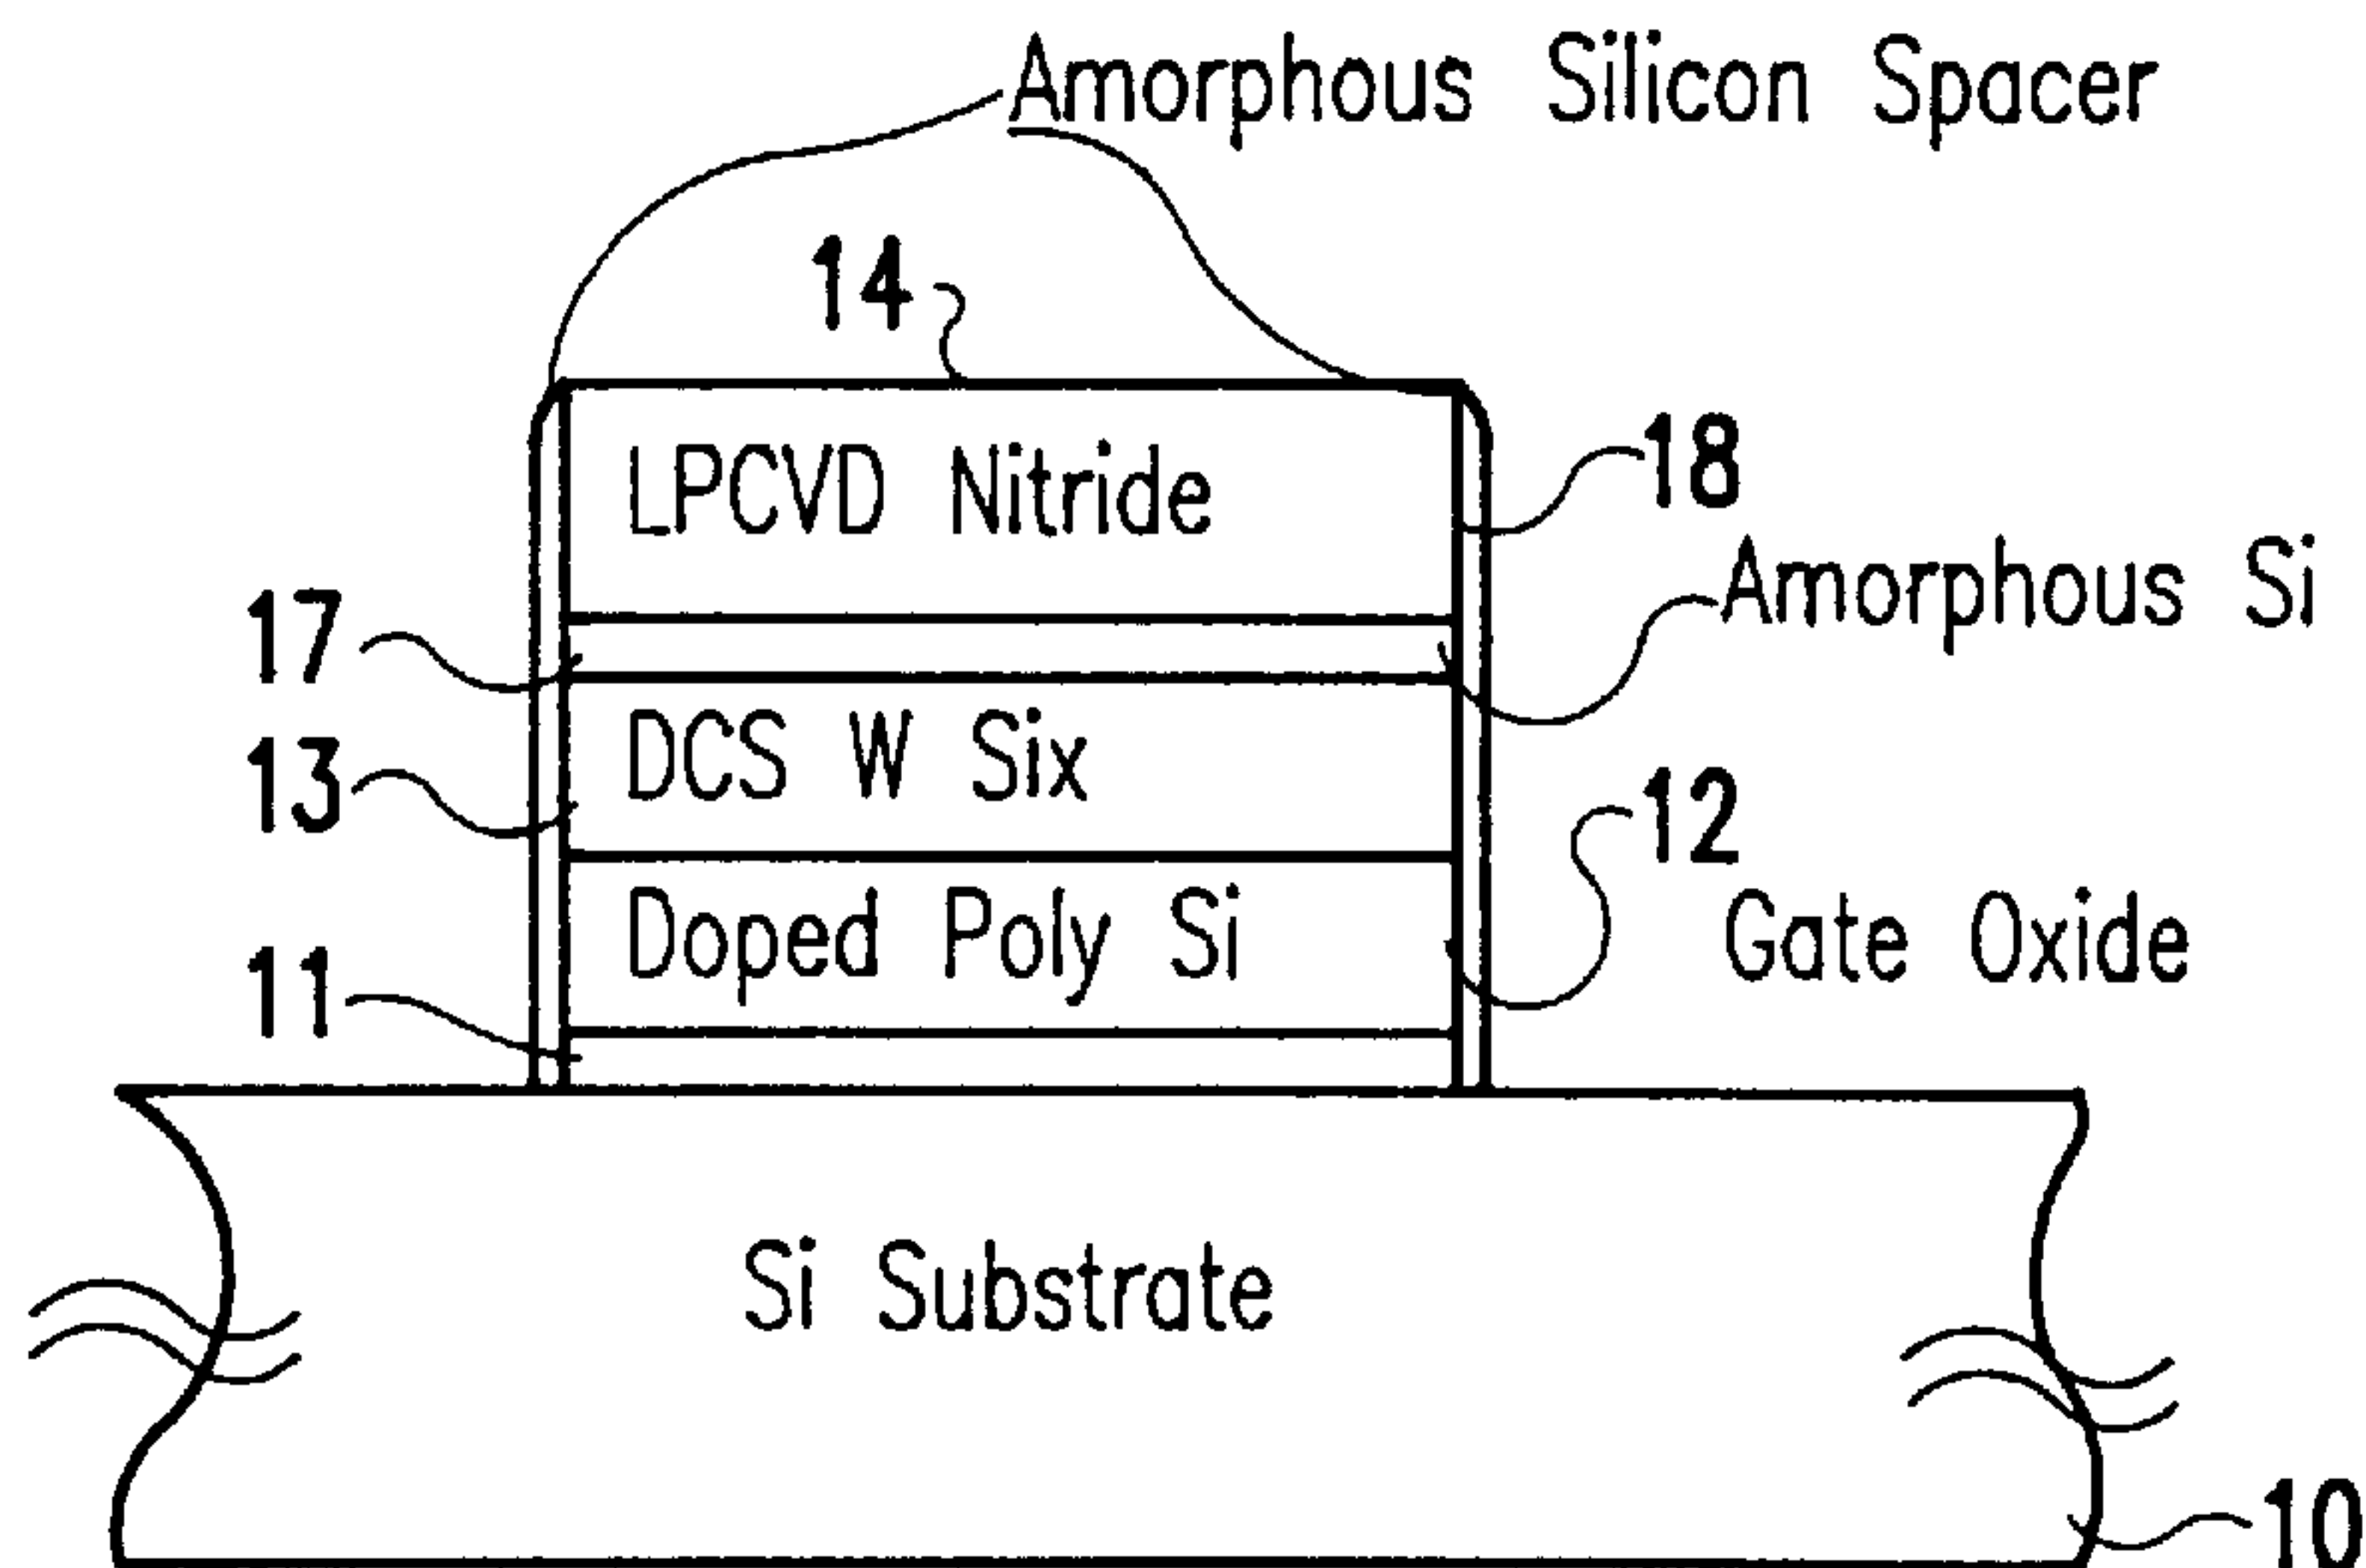 Amorphous Silicon Spacer
14
LPCVD Nitride
18
17
Amorphous Si
DCS W Six
13
12
Doped Poly Si
Gate Oxide
11
Si Substrate
10